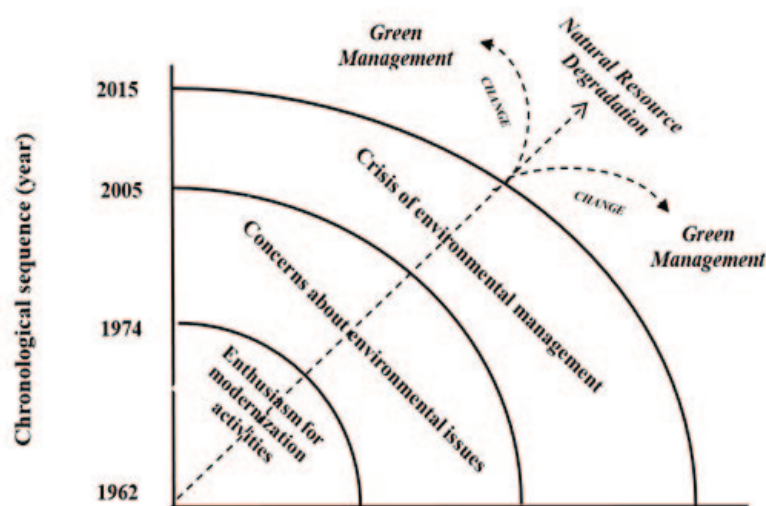 Green
Management
CHANGE
Natural Resource
Degradation
2015
Crisis of environmental management
CHANGE
Green
Management
2005
Concerns about environmental issues
1974
Enthusiasm for
modernization
activities
1962
Chronological sequence (year)